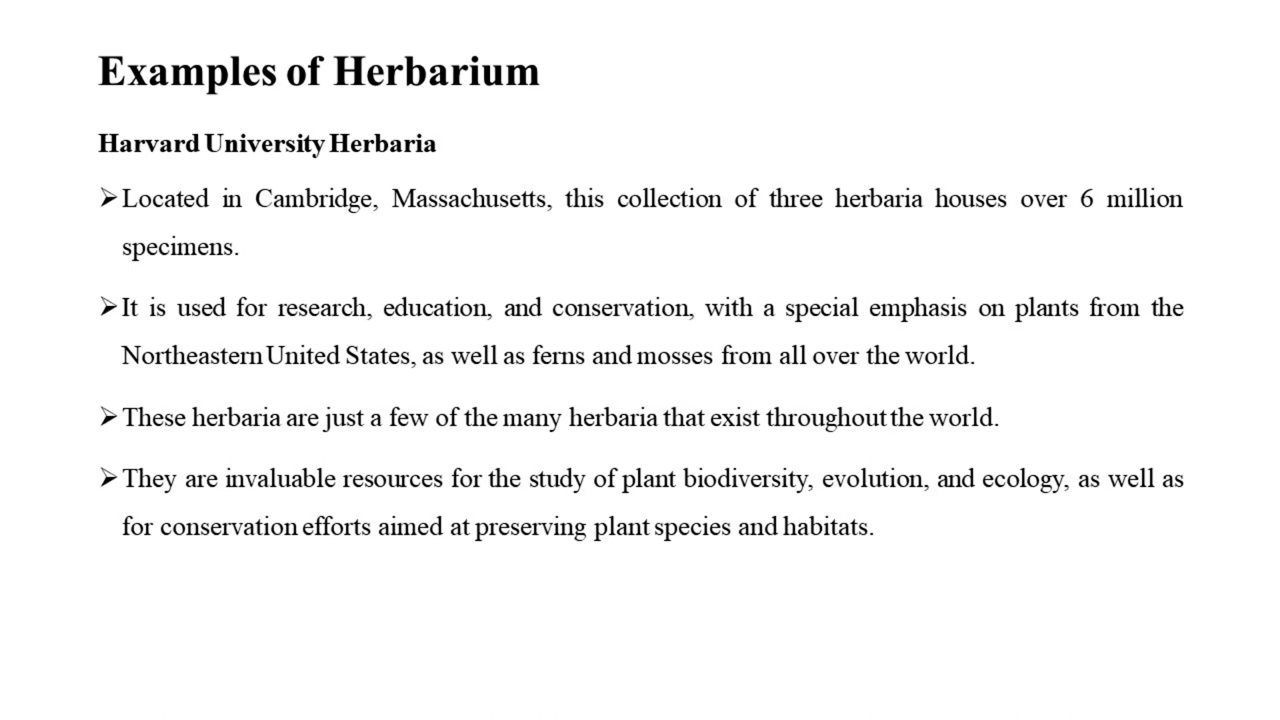 Examples of Herbarium
Harvard University Herbaria
➢Located in Cambridge, Massachusetts, this collection of three herbaria houses over 6 million
specimens.
➢It is used for research, education, and conservation, with a special emphasis on plants from the
Northeastern United States, as well as ferns and mosses from all over the world.
➢These herbaria are just a few of the many herbaria that exist throughout the world.
➢They are invaluable resources for the study of plant biodiversity, evolution, and ecology, as well as
for conservation efforts aimed at preserving plant species and habitats.